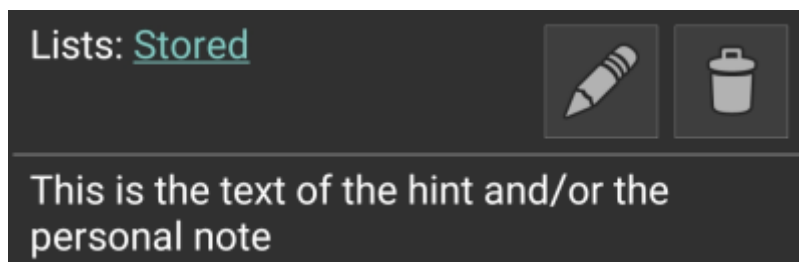 Lists: Stored
This is the text of the hint and/or the
personal note